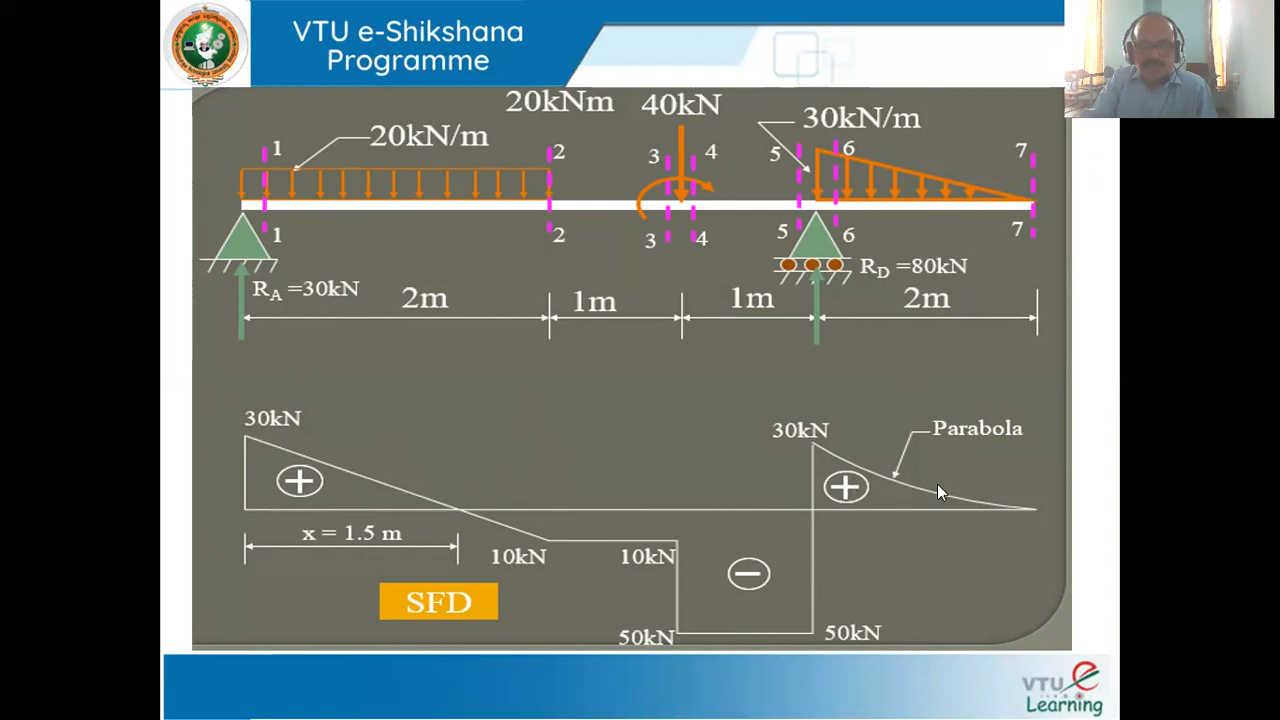 VTU e-Shikshana
Programme
20kNm 40kN
20kN/m
30kN/m
1 2 3 4 5 6 7
1 2 3 4 5 6 7
R_A =30kN
R_D =80kN
2m 1m 1m 2m
30kN
30kN
Parabola
x = 1.5 m
10kN 10kN
SFD
50kN 50kN
VTU e
Learning